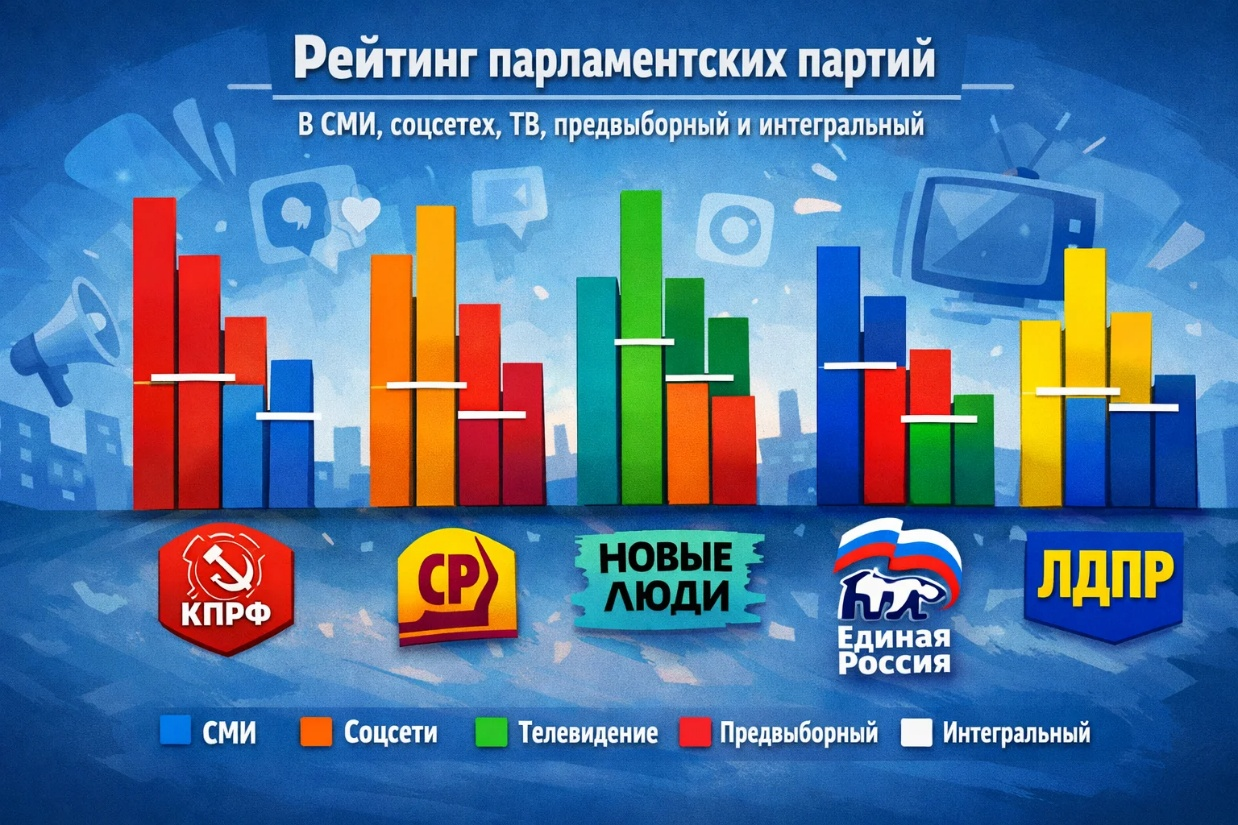 Рейтинг парламентских партий
В СМИ, соцсетех, ТВ, предвыборный и интегральный
КПРФ
СР
НОВЫЕ
ЛЮДИ
Единая
Россия
ЛДПР
СМИ
Соцсети
Телевидение
Предвыборный
Интегральный